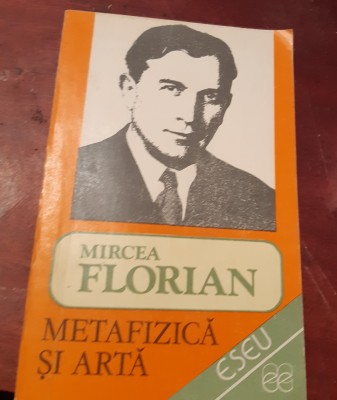 MIRCEA
FLORIAN
METAFIZICĂ
ȘI ARTĂ
ESEU